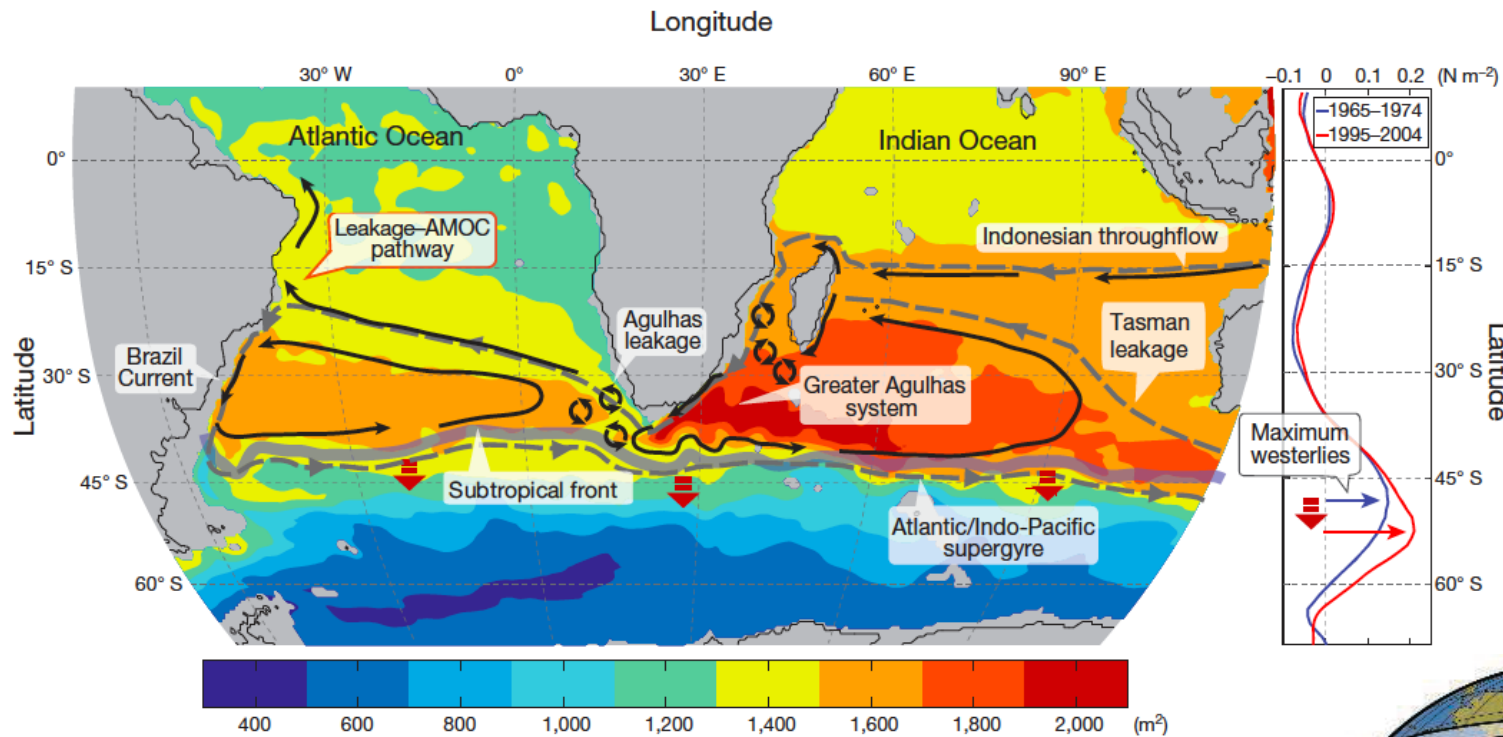 Longitude
30° W
0°
30° E
60° E
90° E
–0.1
0
0.1
0.2
(N m⁻²)
1965–1974
1995–2004
Atlantic Ocean
Indian Ocean
0°
0°
Leakage–AMOC
pathway
Indonesian throughflow
15° S
15° S
Agulhas
leakage
Tasman
leakage
Latitude
Brazil
Current
30° S
30° S
Greater Agulhas
system
Latitude
Maximum
westerlies
45° S
45° S
Subtropical front
Atlantic/Indo-Pacific
supergyre
60° S
60° S
400
600
800
1,000
1,200
1,400
1,600
1,800
2,000
(m²)